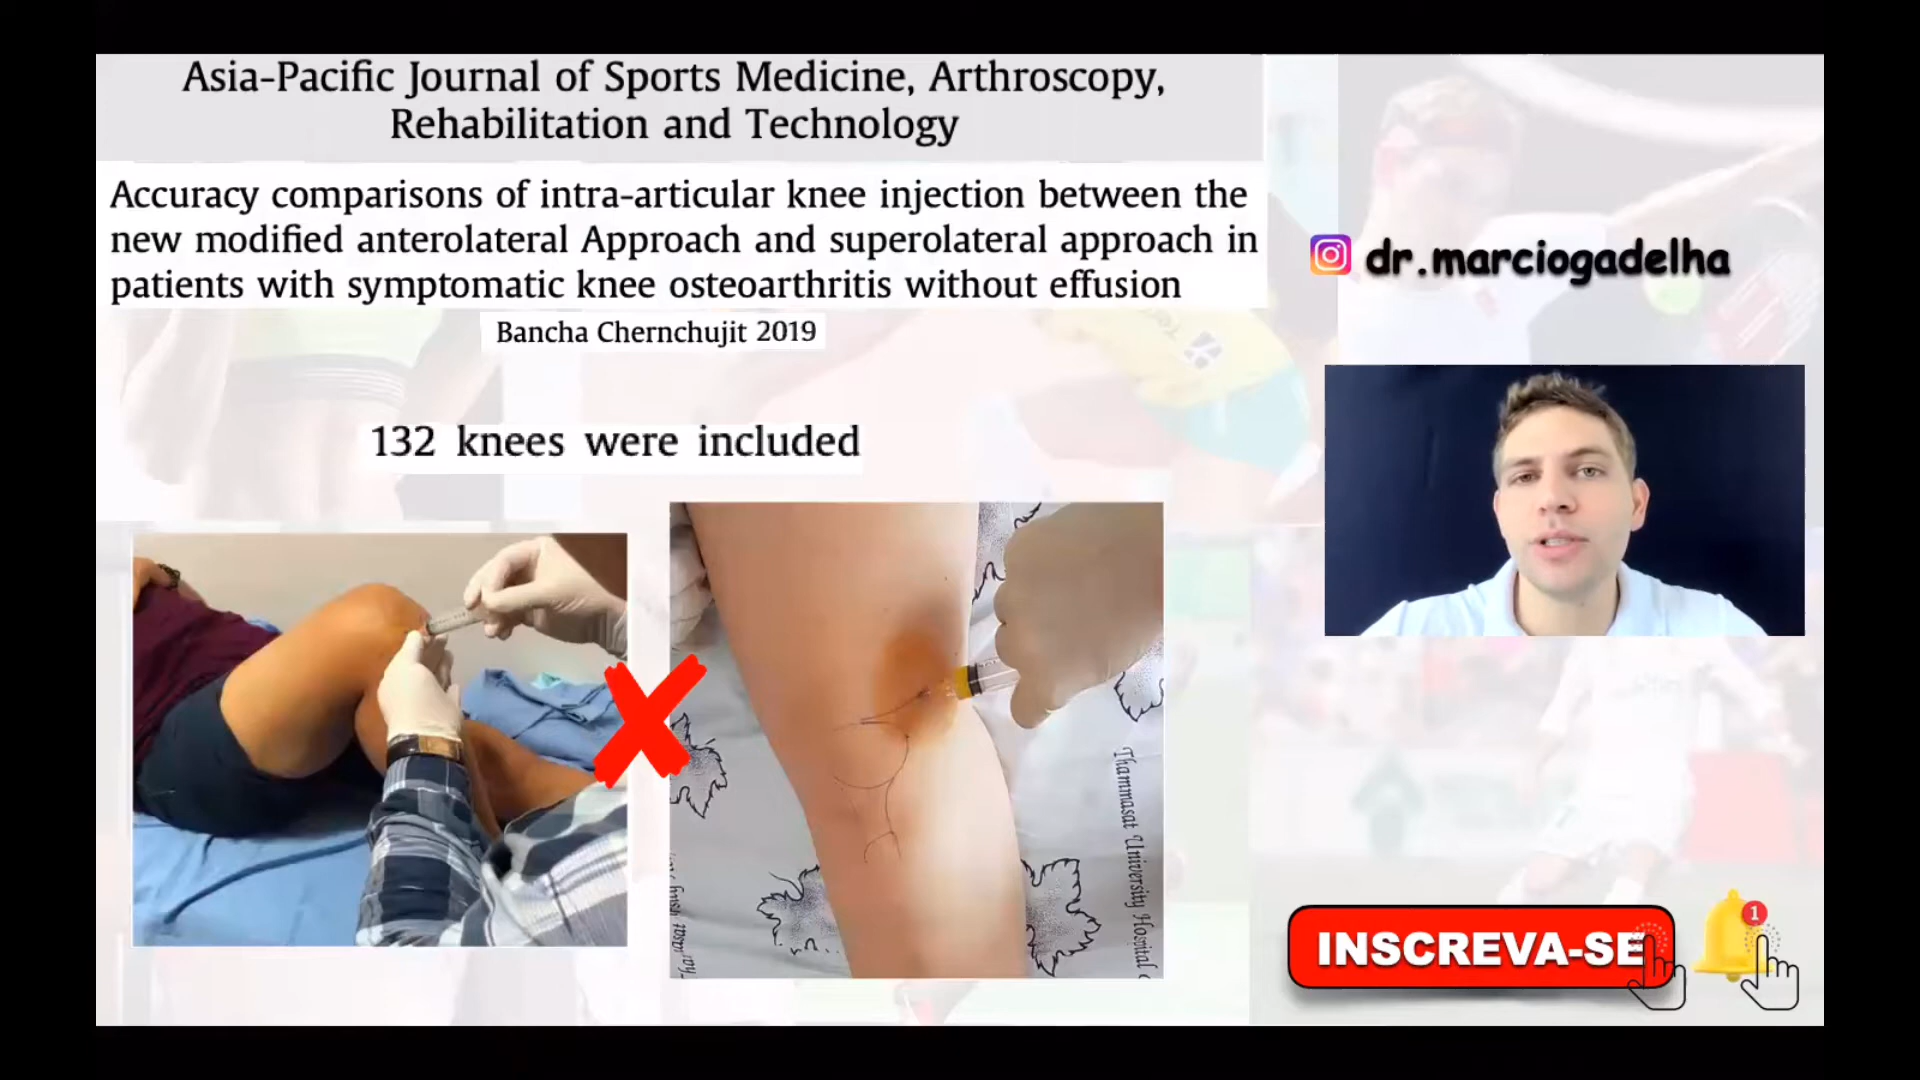 Asia-Pacific Journal of Sports Medicine, Arthroscopy,
Rehabilitation and Technology
Accuracy comparisons of intra-articular knee injection between the
new modified anterolateral Approach and superolateral approach in
patients with symptomatic knee osteoarthritis without effusion
Bancha Chernchujit 2019
132 knees were included
dr.marciogadelha
Thammasat University Hospital
INSCREVA-SE
1